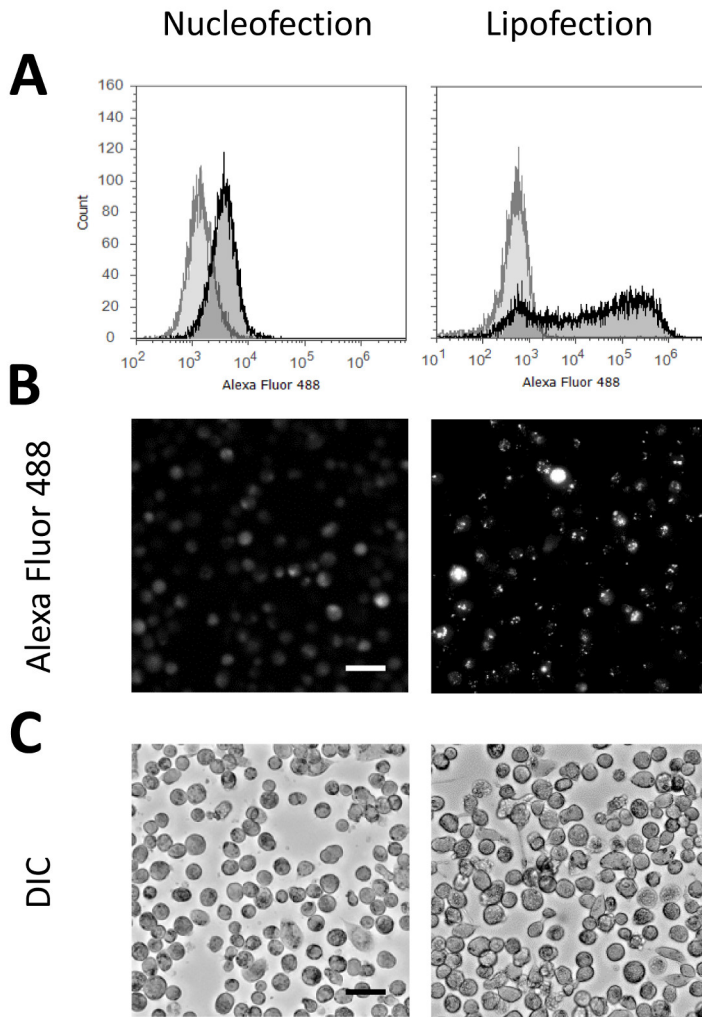 Nucleofection Lipofection
A
160
140
120
100
80
60
40
20
0
Count
10² 10³ 10⁴ 10⁵ 10⁶
10¹ 10² 10³ 10⁴ 10⁵ 10⁶
Alexa Fluor 488 Alexa Fluor 488
B
Alexa Fluor 488
C
DIC